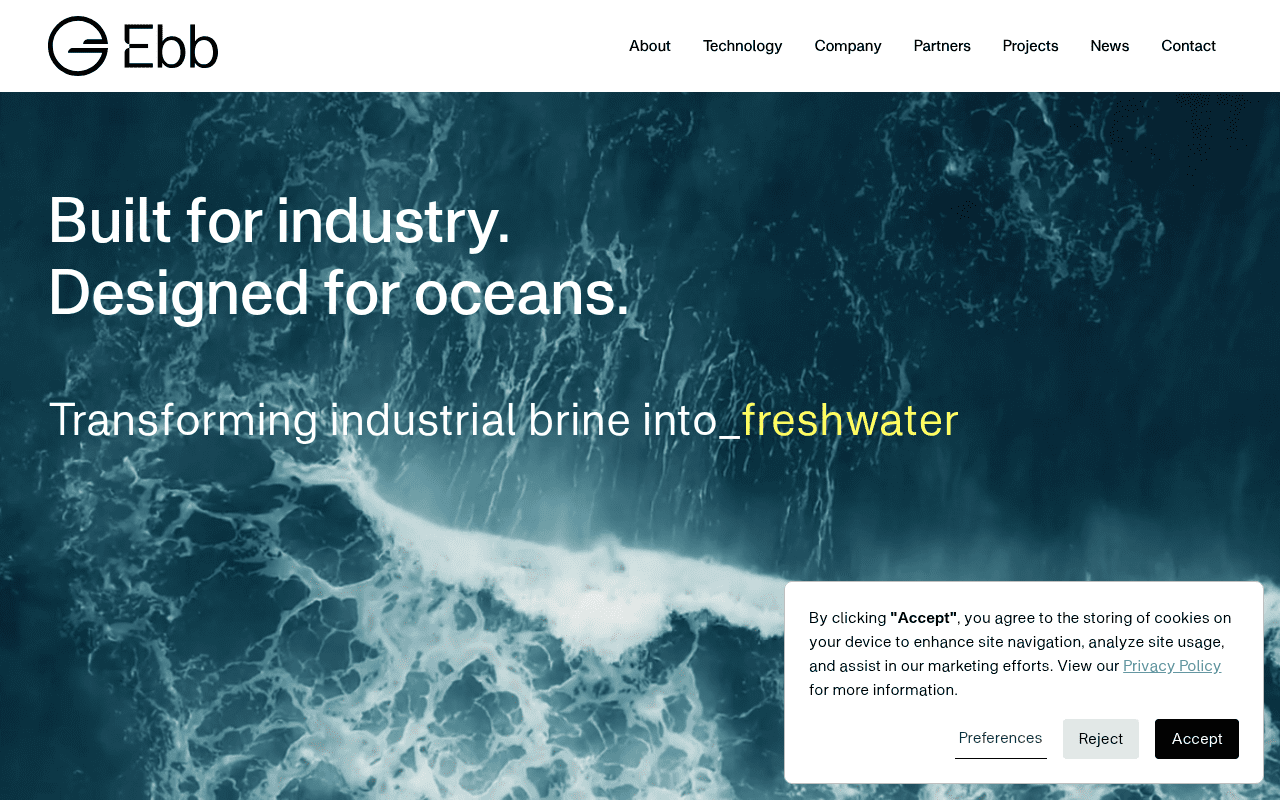 Ebb
About Technology Company Partners Projects News Contact
Built for industry.
Designed for oceans.
Transforming industrial brine into_freshwater
By clicking "Accept", you agree to the storing of cookies on
your device to enhance site navigation, analyze site usage,
and assist in our marketing efforts. View our Privacy Policy
for more information.
Preferences Reject Accept